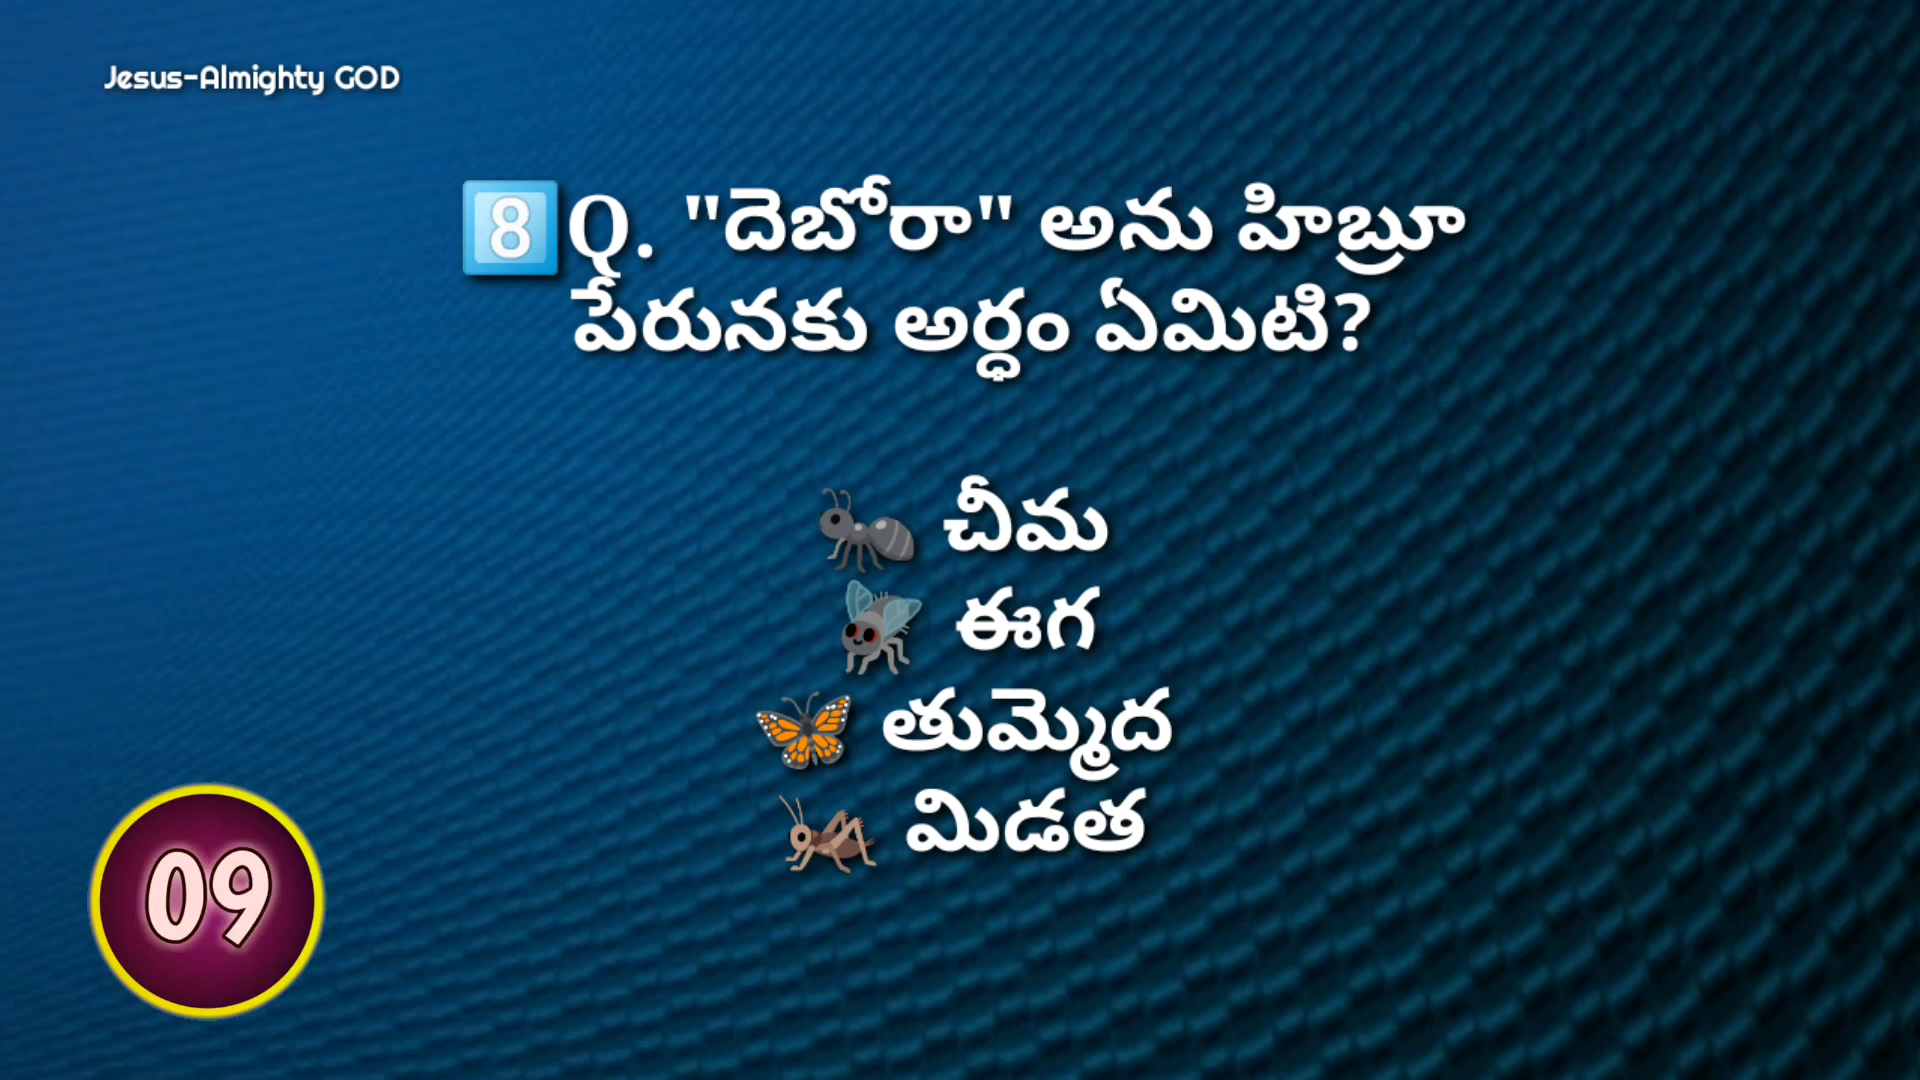 Jesus-Almighty GOD
8️⃣Q. "దెబోరా" అను హిబ్రూ
పేరునకు అర్ధం ఏమిటి?
🐜 చీమ
🪰 ఈగ
🦋 తుమ్మెద
🦗 మిడత
09